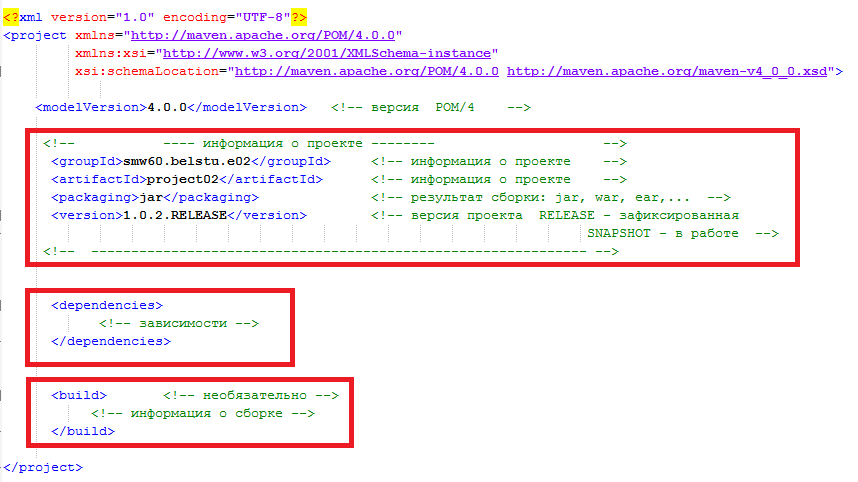 <?xml version="1.0" encoding="UTF-8"?>
<project xmlns="http://maven.apache.org/POM/4.0.0"
xmlns:xsi="http://www.w3.org/2001/XMLSchema-instance"
xsi:schemaLocation="http://maven.apache.org/POM/4.0.0 http://maven.apache.org/maven-v4_0_0.xsd">
<modelVersion>4.0.0</modelVersion> <!-- версия POM/4 -->
<!-- ---- информация о проекте -------- -->
<groupId>smw60.belstu.e02</groupId> <!-- информация о проекте -->
<artifactId>project02</artifactId> <!-- информация о проекте -->
<packaging>jar</packaging> <!-- результат сборки: jar, war, ear,... -->
<version>1.0.2.RELEASE</version> <!-- версия проекта RELEASE - зафиксированная
SNAPSHOT - в работе -->
<!-- -------------------------------------------------------------- -->
<dependencies>
<!-- зависимости -->
</dependencies>
<build> <!-- необязательно -->
<!-- информация о сборке -->
</build>
</project>